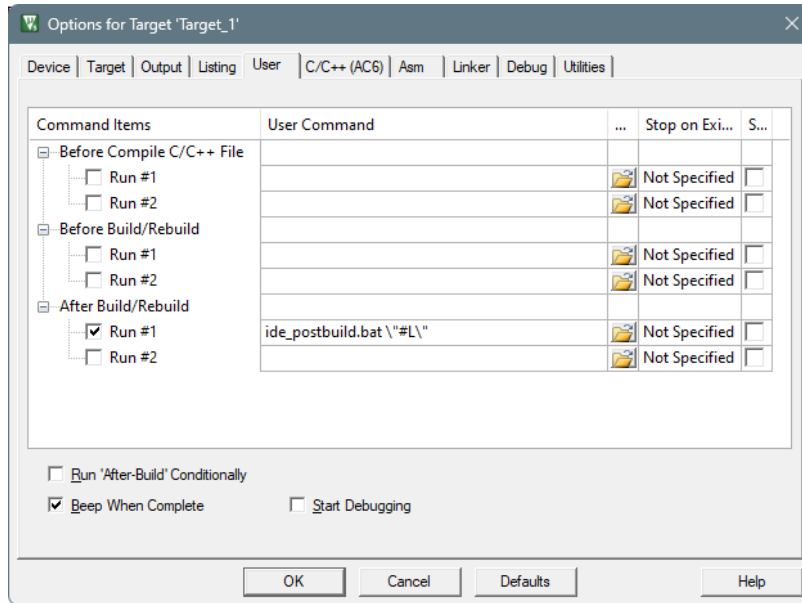 Options for Target 'Target_1'
Device Target Output Listing User C/C++ (AC6) Asm Linker Debug Utilities
Command Items User Command ... Stop on Exi... S...
Before Compile C/C++ File
Run #1 Not Specified
Run #2 Not Specified
Before Build/Rebuild
Run #1 Not Specified
Run #2 Not Specified
After Build/Rebuild
Run #1 ide_postbuild.bat \"#L\" Not Specified
Run #2 Not Specified
Run 'After-Build' Conditionally
Beep When Complete Start Debugging
OK Cancel Defaults Help